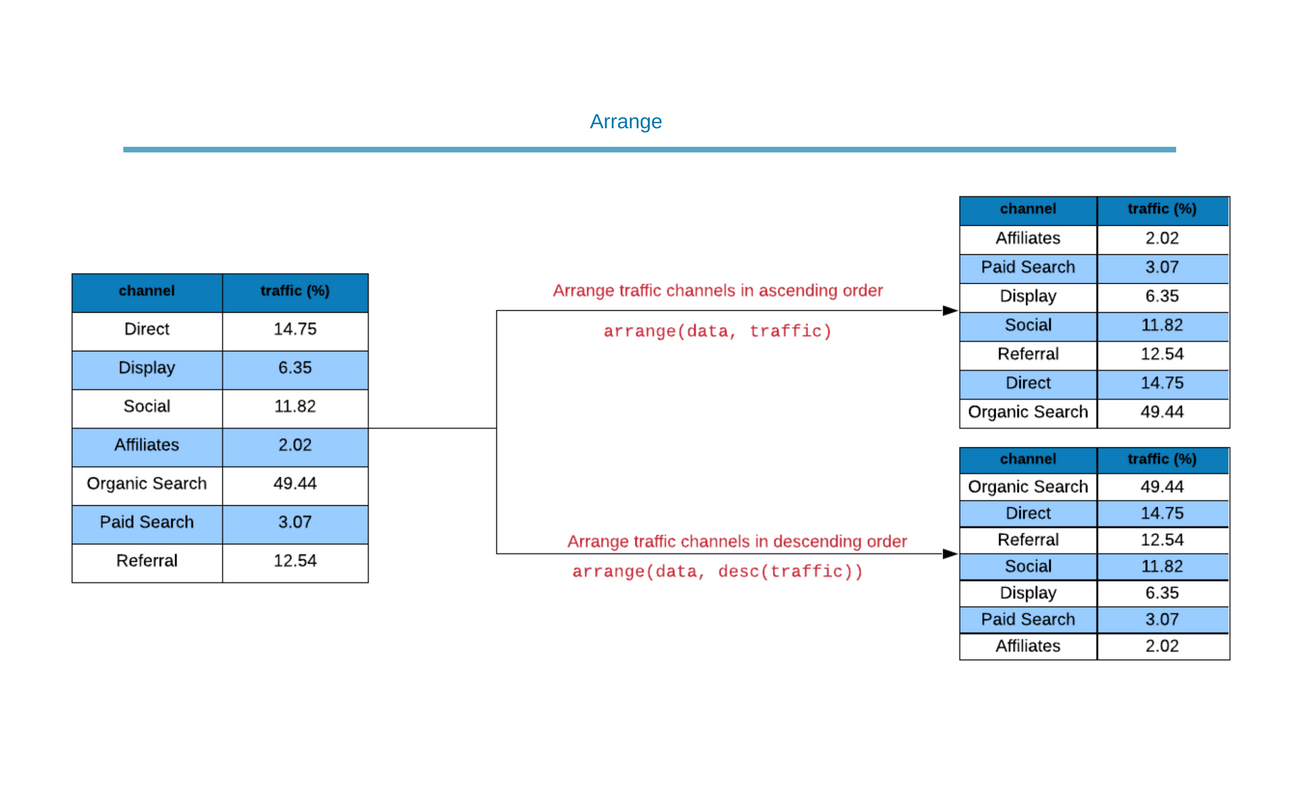 Arrange
channel traffic (%)
Direct 14.75
Display 6.35
Social 11.82
Affiliates 2.02
Organic Search 49.44
Paid Search 3.07
Referral 12.54
Arrange traffic channels in ascending order
arrange(data, traffic)
Arrange traffic channels in descending order
arrange(data, desc(traffic))
channel traffic (%)
Affiliates 2.02
Paid Search 3.07
Display 6.35
Social 11.82
Referral 12.54
Direct 14.75
Organic Search 49.44
channel traffic (%)
Organic Search 49.44
Direct 14.75
Referral 12.54
Social 11.82
Display 6.35
Paid Search 3.07
Affiliates 2.02